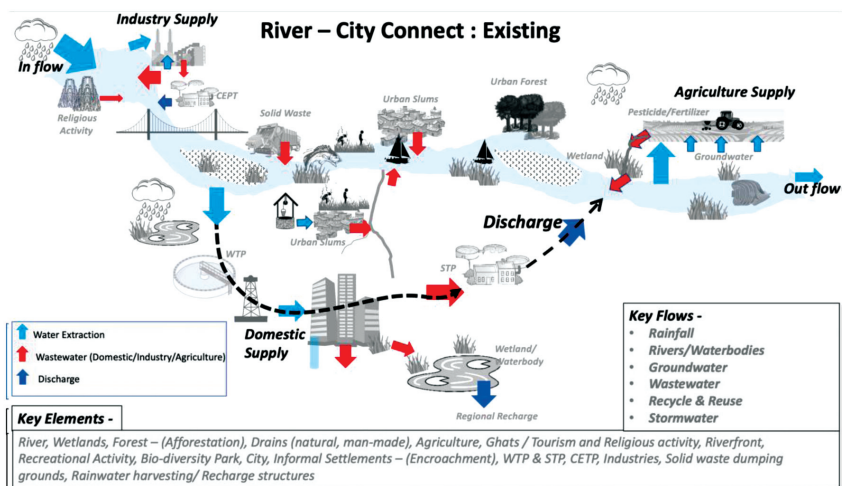 River – City Connect : Existing
Industry Supply
In flow
CEPT
Religious
Activity
Solid Waste
Urban Slums
Urban Forest
Agriculture Supply
Pesticide/Fertilizer
Wetland
Groundwater
Out flow
Urban Slums
Discharge
WTP
STP
Domestic
Supply
Wetland/
Waterbody
Regional Recharge
Water Extraction
Wastewater (Domestic/Industry/Agriculture)
Discharge
Key Flows -
• Rainfall
• Rivers/Waterbodies
• Groundwater
• Wastewater
• Recycle & Reuse
• Stormwater
Key Elements -
River, Wetlands, Forest – (Afforestation), Drains (natural, man-made), Agriculture, Ghats / Tourism and Religious activity, Riverfront,
Recreational Activity, Bio-diversity Park, City, Informal Settlements – (Encroachment), WTP & STP, CETP, Industries, Solid waste dumping
grounds, Rainwater harvesting/ Recharge structures